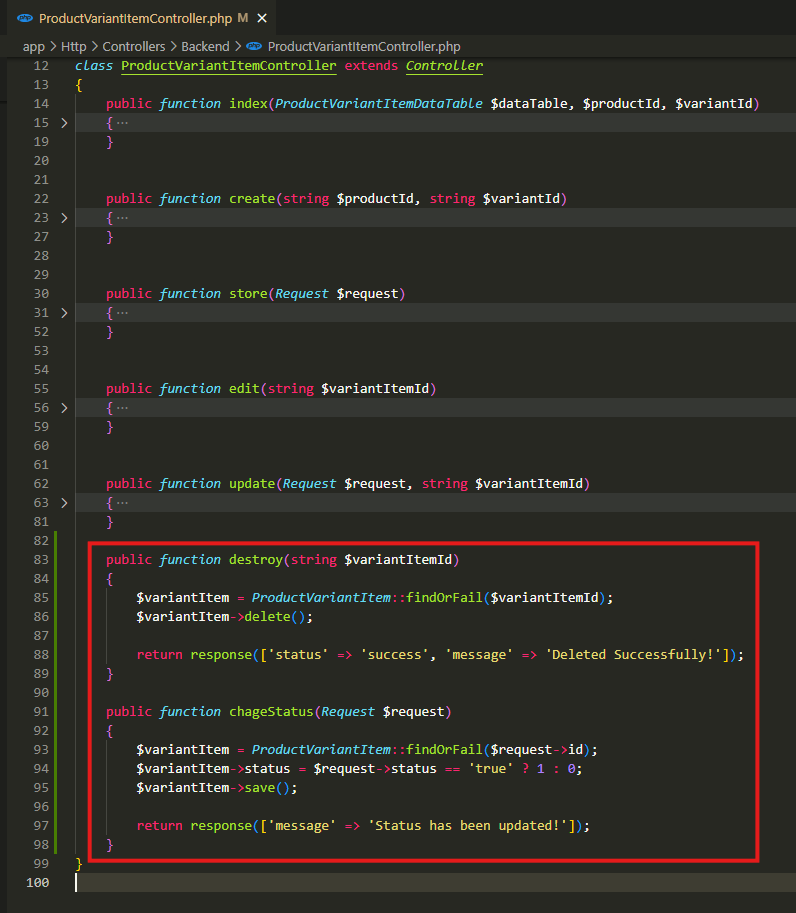 php ProductVariantItemController.php M ✕
app > Http > Controllers > Backend > php ProductVariantItemController.php
12 class ProductVariantItemController extends Controller
13 {
14     public function index(ProductVariantItemDataTable $dataTable, $productId, $variantId)
15 >     { ...
19     }
20
21
22     public function create(string $productId, string $variantId)
23 >     { ...
27     }
28
29
30     public function store(Request $request)
31 >     { ...
52     }
53
54
55     public function edit(string $variantItemId)
56 >     { ...
59     }
60
61
62     public function update(Request $request, string $variantItemId)
63 >     { ...
81     }
82
83     public function destroy(string $variantItemId)
84     {
85         $variantItem = ProductVariantItem::findOrFail($variantItemId);
86         $variantItem->delete();
87
88         return response(['status' => 'success', 'message' => 'Deleted Successfully!']);
89     }
90
91     public function chageStatus(Request $request)
92     {
93         $variantItem = ProductVariantItem::findOrFail($request->id);
94         $variantItem->status = $request->status == 'true' ? 1 : 0;
95         $variantItem->save();
96
97         return response(['message' => 'Status has been updated!']);
98     }
99 }
100